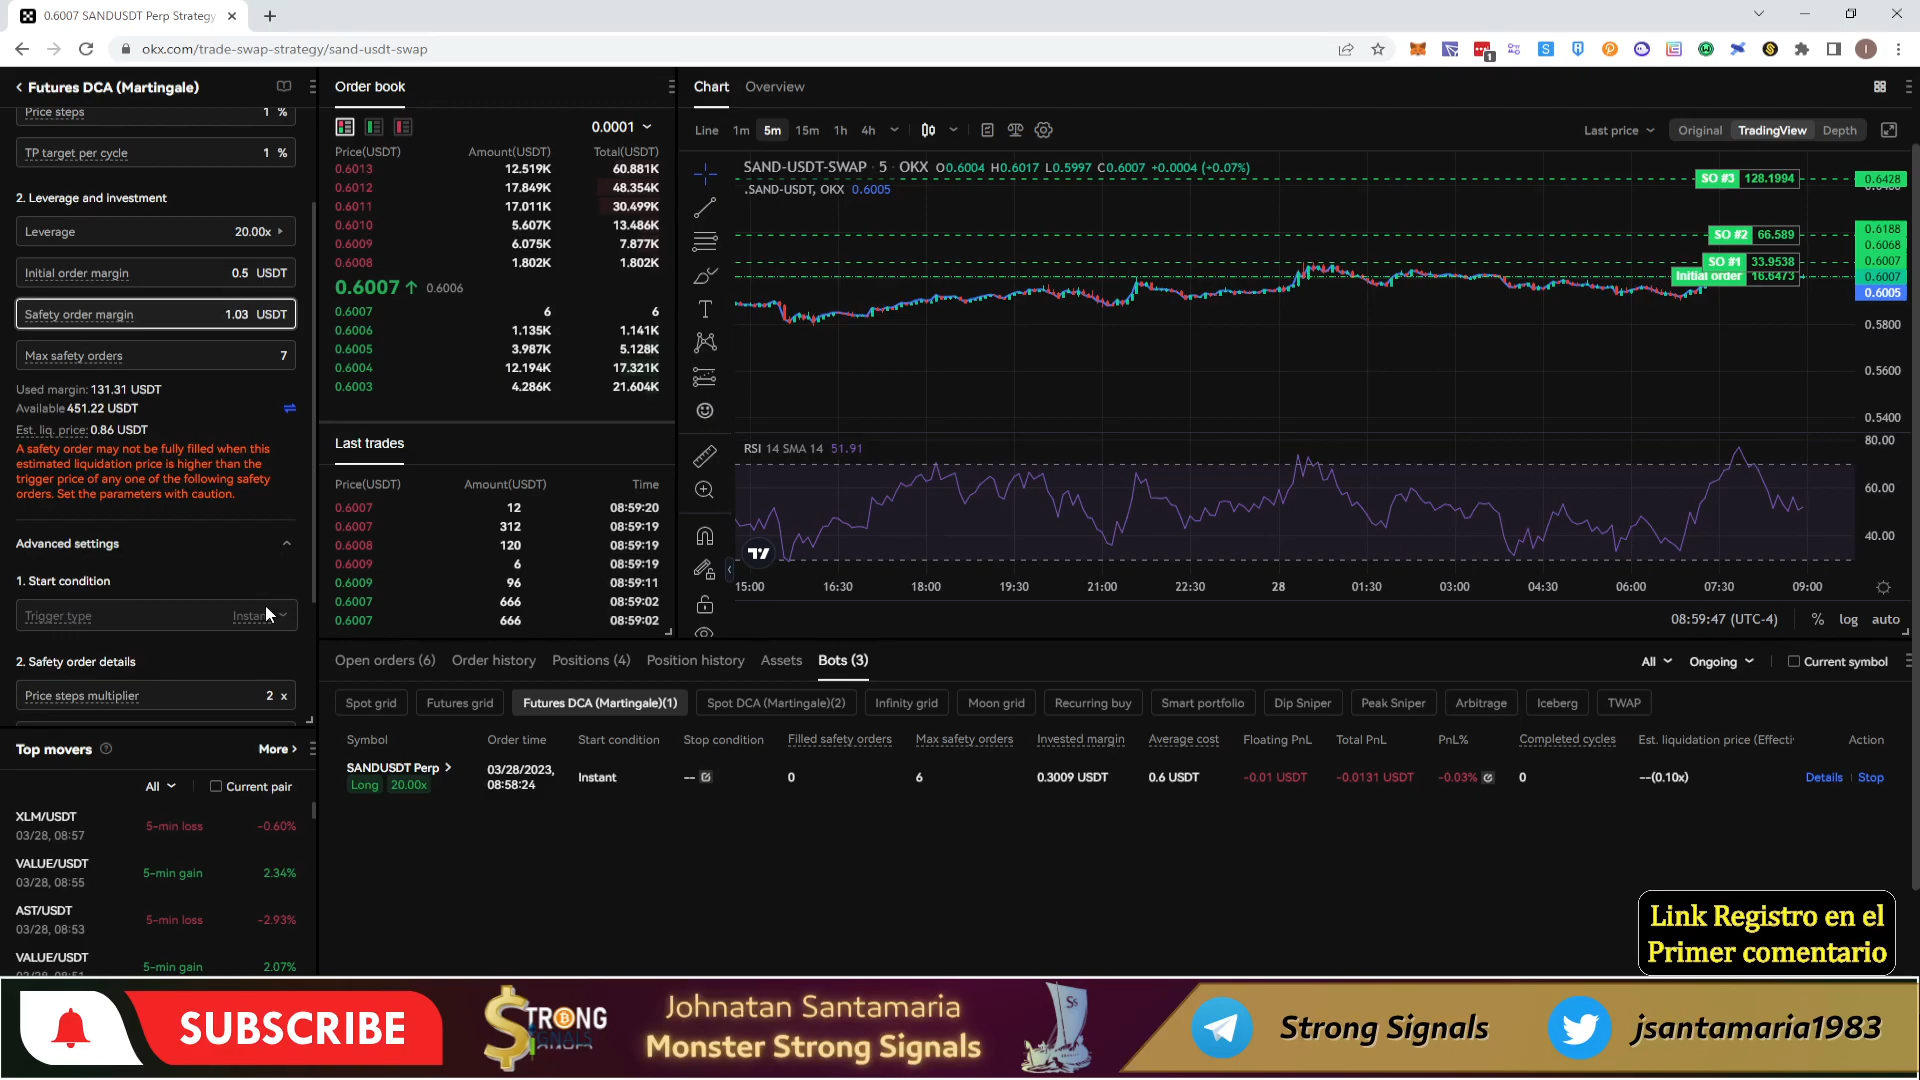 0.6007 SANDUSDT Perp Strategy
okx.com/trade-swap-strategy/sand-usdt-swap
1
I
Futures DCA (Martingale)
Price steps 1 %
TP target per cycle 1 %
2. Leverage and investment
Leverage 20.00x
Initial order margin 0.5 USDT
Safety order margin 1.03 USDT
Max safety orders 7
Used margin: 131.31 USDT
Available 451.22 USDT
Est. liq. price: 0.86 USDT
A safety order may not be fully filled when this
estimated liquidation price is higher than the
trigger price of any one of the following safety
orders. Set the parameters with caution.
Advanced settings
1. Start condition
Trigger type Instant
2. Safety order details
Price steps multiplier 2 x
Top movers More
All Current pair
XLM/USDT
03/28, 08:57 5-min loss -0.60%
VALUE/USDT
03/28, 08:55 5-min gain 2.34%
AST/USDT
03/28, 08:53 5-min loss -2.93%
VALUE/USDT
03/28, 08:51 5-min gain 2.07%
Order book
0.0001
Price(USDT) Amount(USDT) Total(USDT)
0.6013 12.519K 60.881K
0.6012 17.849K 48.354K
0.6011 17.011K 30.499K
0.6010 5.607K 13.486K
0.6009 6.075K 7.877K
0.6008 1.802K 1.802K
0.6007 ↑ 0.6006
0.6007 6 6
0.6006 1.135K 1.141K
0.6005 3.987K 5.128K
0.6004 12.194K 17.321K
0.6003 4.286K 21.604K
Last trades
Price(USDT) Amount(USDT) Time
0.6007 12 08:59:20
0.6007 312 08:59:19
0.6008 120 08:59:19
0.6009 6 08:59:19
0.6009 96 08:59:11
0.6007 666 08:59:02
0.6007 666 08:59:02
Chart Overview
Line 1m 5m 15m 1h 4h
Last price Original TradingView Depth
SAND-USDT-SWAP · 5 · OKX O0.6004 H0.6017 L0.5997 C0.6007 +0.0004 (+0.07%)
.SAND-USDT, OKX 0.6005
SO #3 128.1994
SO #2 66.589
SO #1 33.9538
Initial order 16.6473
0.6428
0.6188
0.6068
0.6007
0.6007
0.6005
0.5800
0.5600
0.5400
RSI 14 SMA 14 51.91
80.00
60.00
40.00
15:00 16:30 18:00 19:30 21:00 22:30 28 01:30 03:00 04:30 06:00 07:30 09:00
08:59:47 (UTC-4) % log auto
Open orders (6) Order history Positions (4) Position history Assets Bots (3)
All Ongoing Current symbol
Spot grid Futures grid Futures DCA (Martingale)(1) Spot DCA (Martingale)(2) Infinity grid Moon grid Recurring buy Smart portfolio Dip Sniper Peak Sniper Arbitrage Iceberg TWAP
Symbol Order time Start condition Stop condition Filled safety orders Max safety orders Invested margin Average cost Floating PnL Total PnL PnL% Completed cycles Est. liquidation price (Effecti Action
SANDUSDT Perp 03/28/2023, Instant -- 0 6 0.3009 USDT 0.6 USDT -0.01 USDT -0.0131 USDT -0.03% 0 --(0.10x) Details Stop
Long 20.00x 08:58:24
Link Registro en el
Primer comentario
SUBSCRIBE
STRONG
SIGNALS
Johnatan Santamaria
Monster Strong Signals
Ss
Strong Signals
jsantamaria1983